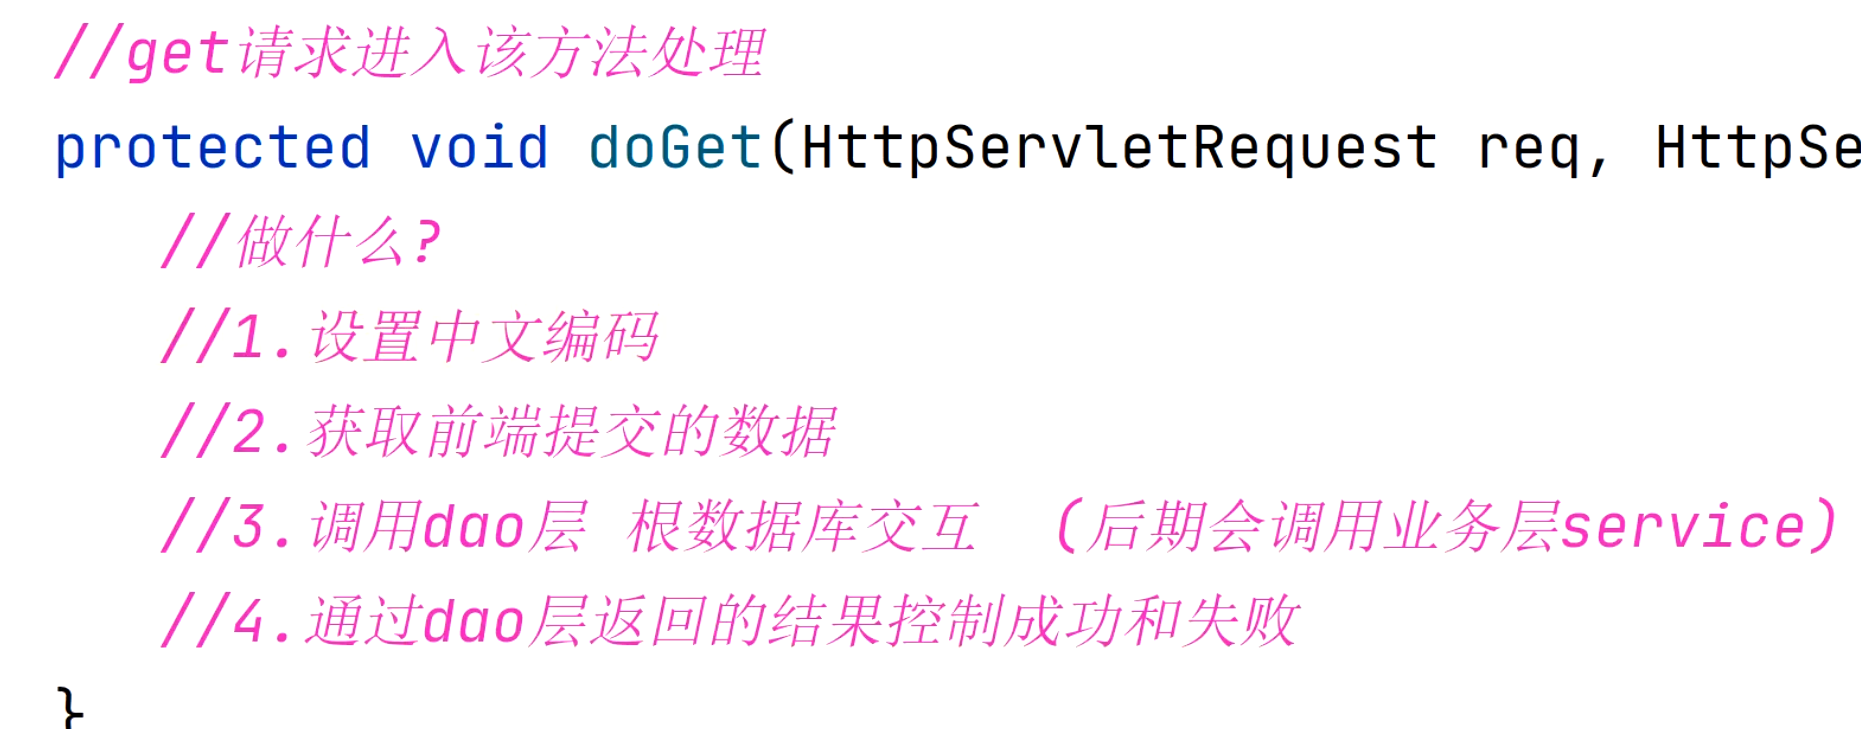 //get请求进入该方法处理
protected void doGet(HttpServletRequest req, HttpSe
//做什么?
//1.设置中文编码
//2.获取前端提交的数据
//3.调用dao层 根数据库交互 (后期会调用业务层service)
//4.通过dao层返回的结果控制成功和失败
}